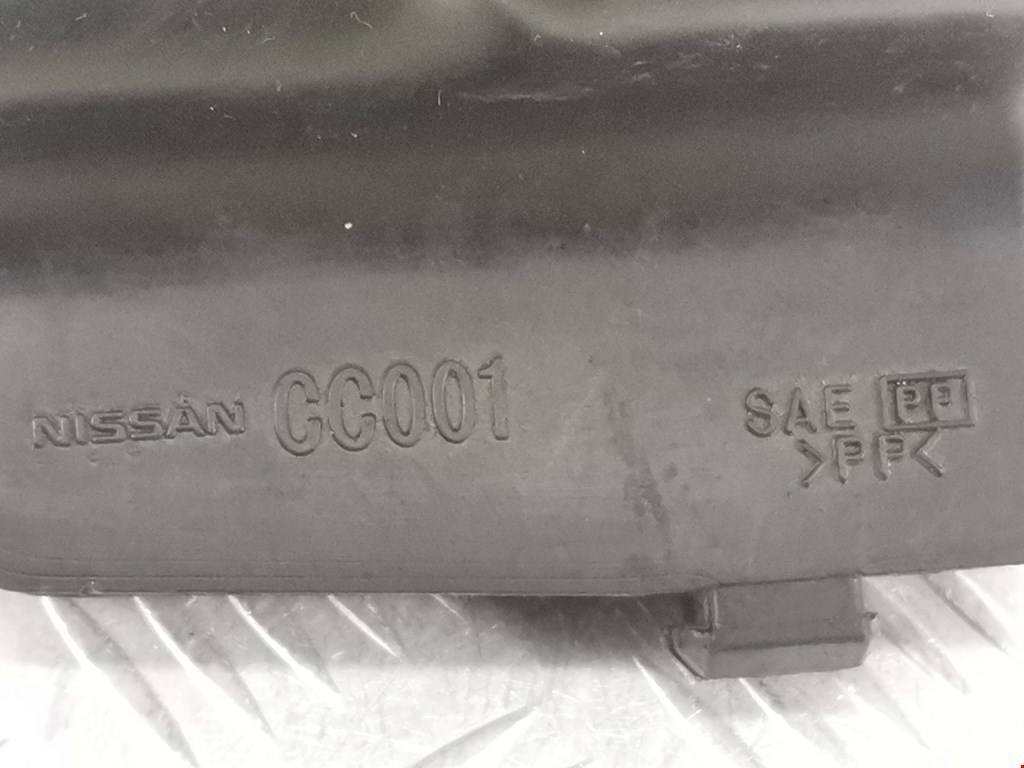 NISSAN CC001
SAE PP
>PP<